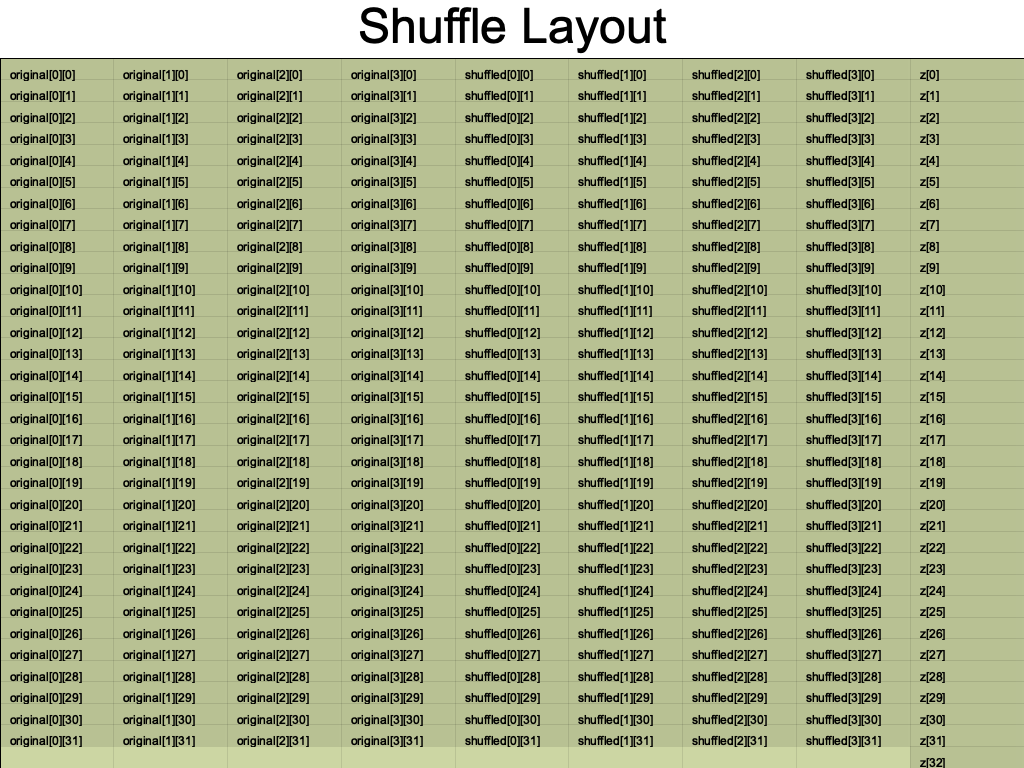 Shuffle Layout
original[0][0] original[1][0] original[2][0] original[3][0] shuffled[0][0] shuffled[1][0] shuffled[2][0] shuffled[3][0] z[0]
original[0][1] original[1][1] original[2][1] original[3][1] shuffled[0][1] shuffled[1][1] shuffled[2][1] shuffled[3][1] z[1]
original[0][2] original[1][2] original[2][2] original[3][2] shuffled[0][2] shuffled[1][2] shuffled[2][2] shuffled[3][2] z[2]
original[0][3] original[1][3] original[2][3] original[3][3] shuffled[0][3] shuffled[1][3] shuffled[2][3] shuffled[3][3] z[3]
original[0][4] original[1][4] original[2][4] original[3][4] shuffled[0][4] shuffled[1][4] shuffled[2][4] shuffled[3][4] z[4]
original[0][5] original[1][5] original[2][5] original[3][5] shuffled[0][5] shuffled[1][5] shuffled[2][5] shuffled[3][5] z[5]
original[0][6] original[1][6] original[2][6] original[3][6] shuffled[0][6] shuffled[1][6] shuffled[2][6] shuffled[3][6] z[6]
original[0][7] original[1][7] original[2][7] original[3][7] shuffled[0][7] shuffled[1][7] shuffled[2][7] shuffled[3][7] z[7]
original[0][8] original[1][8] original[2][8] original[3][8] shuffled[0][8] shuffled[1][8] shuffled[2][8] shuffled[3][8] z[8]
original[0][9] original[1][9] original[2][9] original[3][9] shuffled[0][9] shuffled[1][9] shuffled[2][9] shuffled[3][9] z[9]
original[0][10] original[1][10] original[2][10] original[3][10] shuffled[0][10] shuffled[1][10] shuffled[2][10] shuffled[3][10] z[10]
original[0][11] original[1][11] original[2][11] original[3][11] shuffled[0][11] shuffled[1][11] shuffled[2][11] shuffled[3][11] z[11]
original[0][12] original[1][12] original[2][12] original[3][12] shuffled[0][12] shuffled[1][12] shuffled[2][12] shuffled[3][12] z[12]
original[0][13] original[1][13] original[2][13] original[3][13] shuffled[0][13] shuffled[1][13] shuffled[2][13] shuffled[3][13] z[13]
original[0][14] original[1][14] original[2][14] original[3][14] shuffled[0][14] shuffled[1][14] shuffled[2][14] shuffled[3][14] z[14]
original[0][15] original[1][15] original[2][15] original[3][15] shuffled[0][15] shuffled[1][15] shuffled[2][15] shuffled[3][15] z[15]
original[0][16] original[1][16] original[2][16] original[3][16] shuffled[0][16] shuffled[1][16] shuffled[2][16] shuffled[3][16] z[16]
original[0][17] original[1][17] original[2][17] original[3][17] shuffled[0][17] shuffled[1][17] shuffled[2][17] shuffled[3][17] z[17]
original[0][18] original[1][18] original[2][18] original[3][18] shuffled[0][18] shuffled[1][18] shuffled[2][18] shuffled[3][18] z[18]
original[0][19] original[1][19] original[2][19] original[3][19] shuffled[0][19] shuffled[1][19] shuffled[2][19] shuffled[3][19] z[19]
original[0][20] original[1][20] original[2][20] original[3][20] shuffled[0][20] shuffled[1][20] shuffled[2][20] shuffled[3][20] z[20]
original[0][21] original[1][21] original[2][21] original[3][21] shuffled[0][21] shuffled[1][21] shuffled[2][21] shuffled[3][21] z[21]
original[0][22] original[1][22] original[2][22] original[3][22] shuffled[0][22] shuffled[1][22] shuffled[2][22] shuffled[3][22] z[22]
original[0][23] original[1][23] original[2][23] original[3][23] shuffled[0][23] shuffled[1][23] shuffled[2][23] shuffled[3][23] z[23]
original[0][24] original[1][24] original[2][24] original[3][24] shuffled[0][24] shuffled[1][24] shuffled[2][24] shuffled[3][24] z[24]
original[0][25] original[1][25] original[2][25] original[3][25] shuffled[0][25] shuffled[1][25] shuffled[2][25] shuffled[3][25] z[25]
original[0][26] original[1][26] original[2][26] original[3][26] shuffled[0][26] shuffled[1][26] shuffled[2][26] shuffled[3][26] z[26]
original[0][27] original[1][27] original[2][27] original[3][27] shuffled[0][27] shuffled[1][27] shuffled[2][27] shuffled[3][27] z[27]
original[0][28] original[1][28] original[2][28] original[3][28] shuffled[0][28] shuffled[1][28] shuffled[2][28] shuffled[3][28] z[28]
original[0][29] original[1][29] original[2][29] original[3][29] shuffled[0][29] shuffled[1][29] shuffled[2][29] shuffled[3][29] z[29]
original[0][30] original[1][30] original[2][30] original[3][30] shuffled[0][30] shuffled[1][30] shuffled[2][30] shuffled[3][30] z[30]
original[0][31] original[1][31] original[2][31] original[3][31] shuffled[0][31] shuffled[1][31] shuffled[2][31] shuffled[3][31] z[31]
z[32]